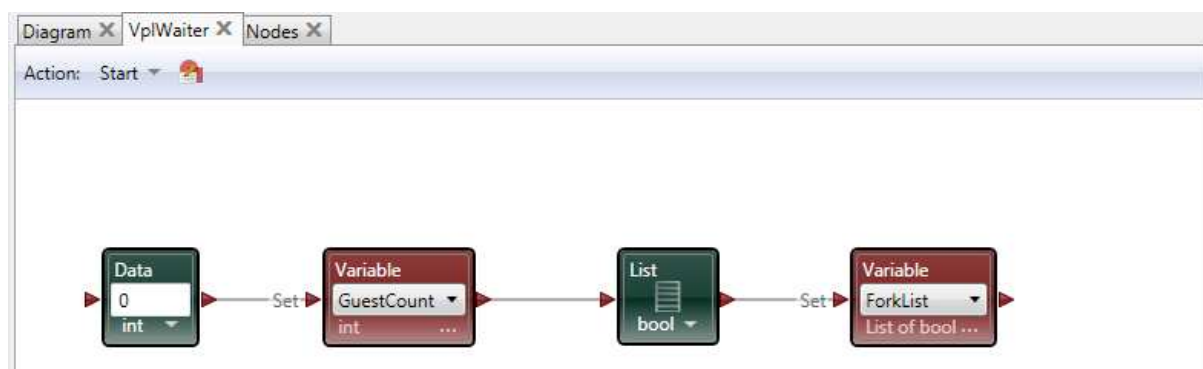 Diagram VplWaiter Nodes
Action: Start
Data
0
int
Set
Variable
GuestCount
int ...
List
bool
Set
Variable
ForkList
List of bool ...